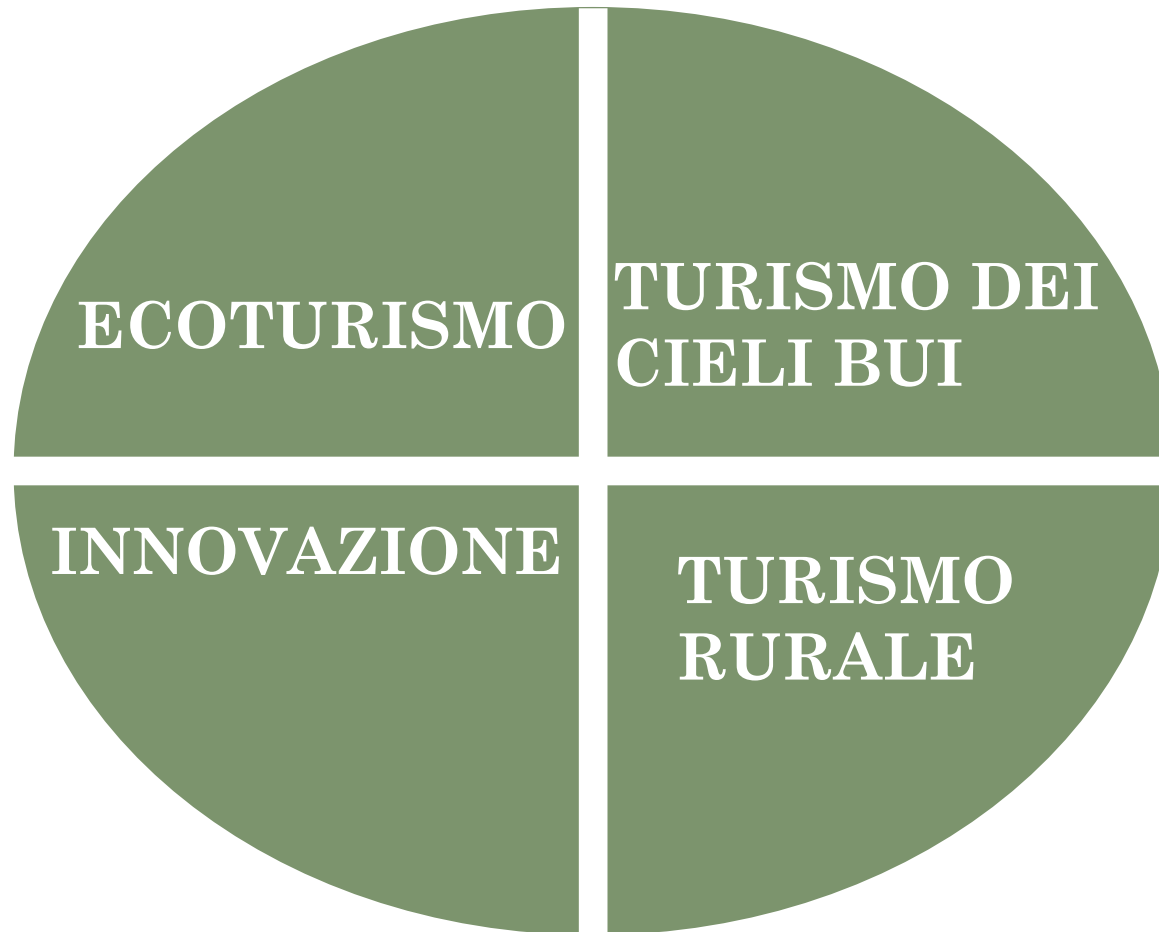 ECOTURISMO
TURISMO DEI
CIELI BUI
INNOVAZIONE
TURISMO
RURALE